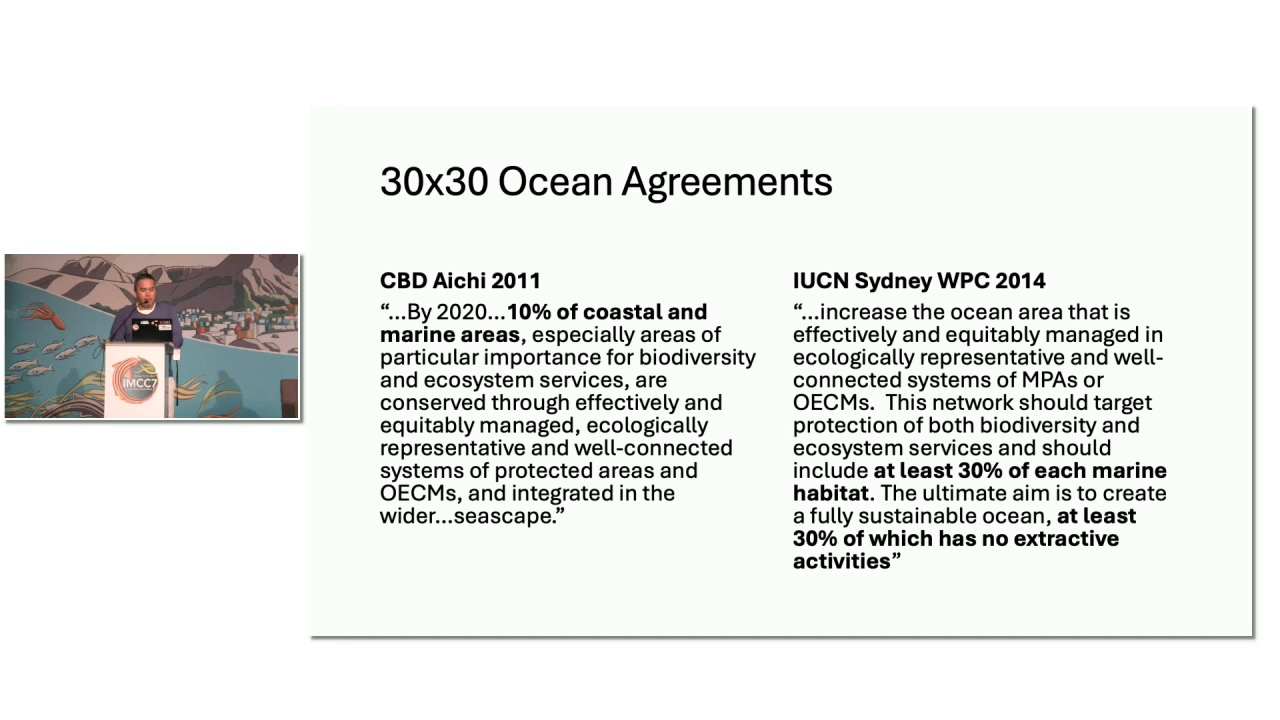 30x30 Ocean Agreements
CBD Aichi 2011
“...By 2020...10% of coastal and
marine areas, especially areas of
particular importance for biodiversity
and ecosystem services, are
conserved through effectively and
equitably managed, ecologically
representative and well-connected
systems of protected areas and
OECMs, and integrated in the
wider...seascape.”
IUCN Sydney WPC 2014
“...increase the ocean area that is
effectively and equitably managed in
ecologically representative and well-
connected systems of MPAs or
OECMs.  This network should target
protection of both biodiversity and
ecosystem services and should
include at least 30% of each marine
habitat. The ultimate aim is to create
a fully sustainable ocean, at least
30% of which has no extractive
activities”
IMCC7